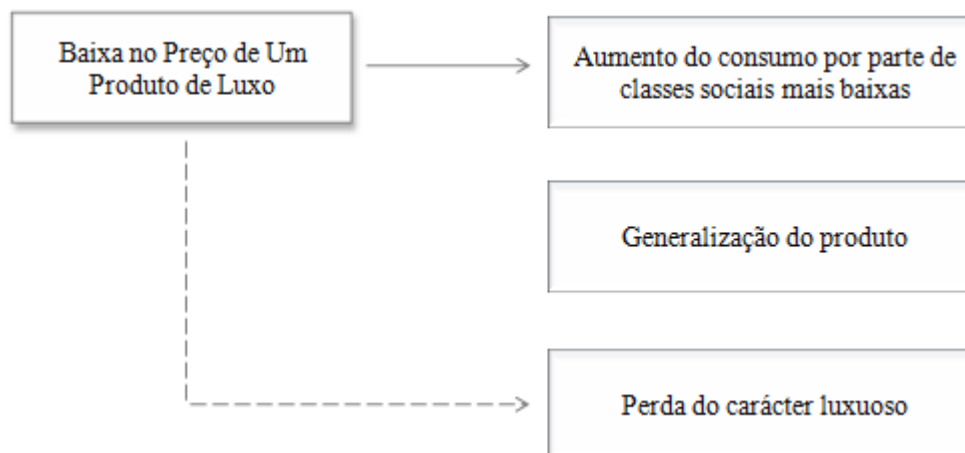 Baixa no Preço de Um
Produto de Luxo
Aumento do consumo por parte de
classes sociais mais baixas
Generalização do produto
Perda do carácter luxuoso